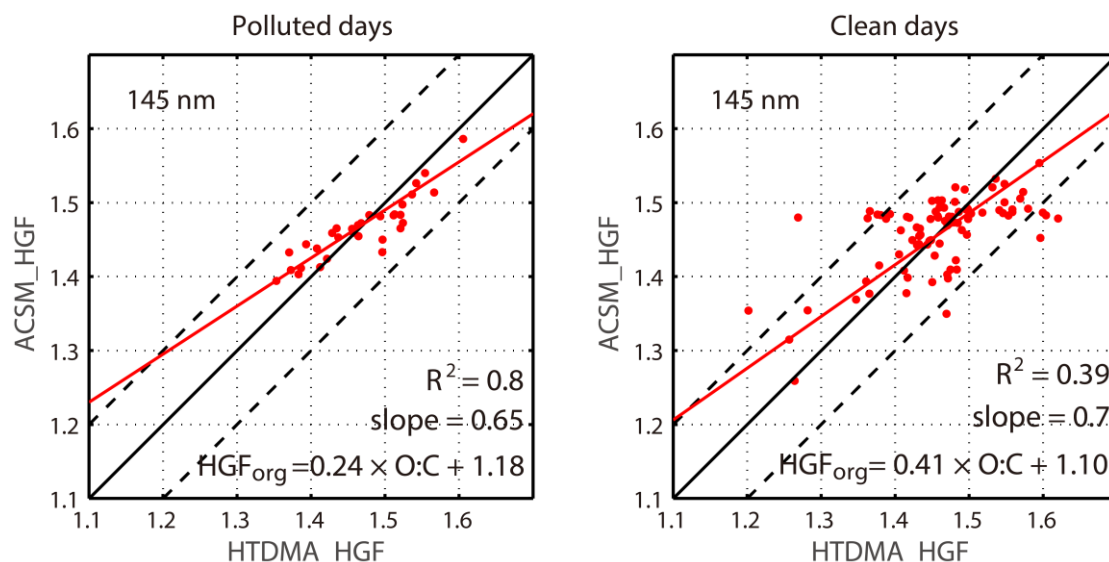 Polluted days
145 nm
ACSM_HGF
1.6
1.5
1.4
1.3
1.2
1.1
R² = 0.8
slope = 0.65
HGForg=0.24 × O:C + 1.18
1.1 1.2 1.3 1.4 1.5 1.6
HTDMA HGF
Clean days
145 nm
ACSM_HGF
1.6
1.5
1.4
1.3
1.2
1.1
R² = 0.39
slope = 0.7
HGForg= 0.41 × O:C + 1.10
1.1 1.2 1.3 1.4 1.5 1.6
HTDMA HGF